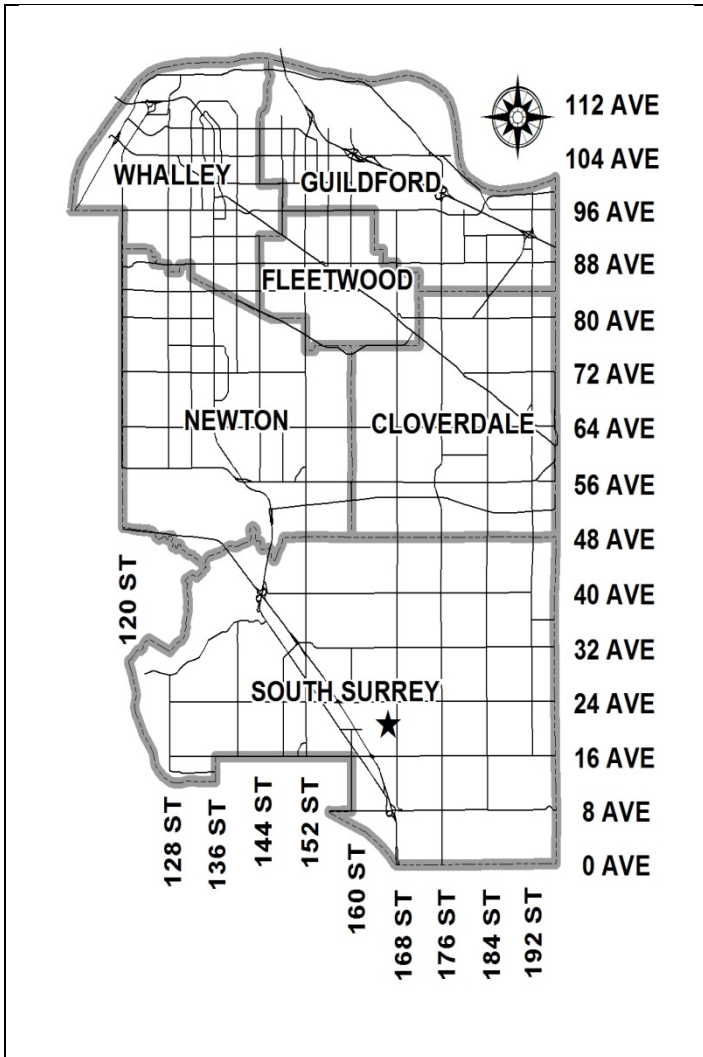 112 AVE
104 AVE
WHALLEY
GUILDFORD
96 AVE
88 AVE
FLEETWOOD
80 AVE
72 AVE
NEWTON
CLOVERDALE
64 AVE
56 AVE
48 AVE
120 ST
40 AVE
32 AVE
SOUTH SURREY
24 AVE
16 AVE
8 AVE
0 AVE
128 ST
136 ST
144 ST
152 ST
160 ST
168 ST
176 ST
184 ST
192 ST